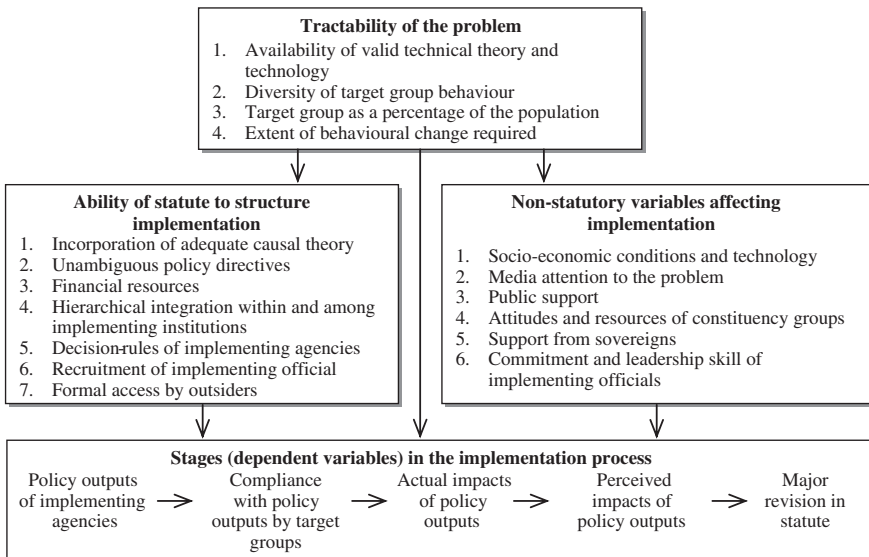 Tractability of the problem
1. Availability of valid technical theory and
technology
2. Diversity of target group behaviour
3. Target group as a percentage of the population
4. Extent of behavioural change required
Ability of statute to structure
implementation
1. Incorporation of adequate causal theory
2. Unambiguous policy directives
3. Financial resources
4. Hierarchical integration within and among
implementing institutions
5. Decision-rules of implementing agencies
6. Recruitment of implementing official
7. Formal access by outsiders
Non-statutory variables affecting
implementation
1. Socio-economic conditions and technology
2. Media attention to the problem
3. Public support
4. Attitudes and resources of constituency groups
5. Support from sovereigns
6. Commitment and leadership skill of
implementing officials
Stages (dependent variables) in the implementation process
Policy outputs
of implementing
agencies
Compliance
with policy
outputs by target
groups
Actual impacts
of policy
outputs
Perceived
impacts of
policy outputs
Major
revision in
statute